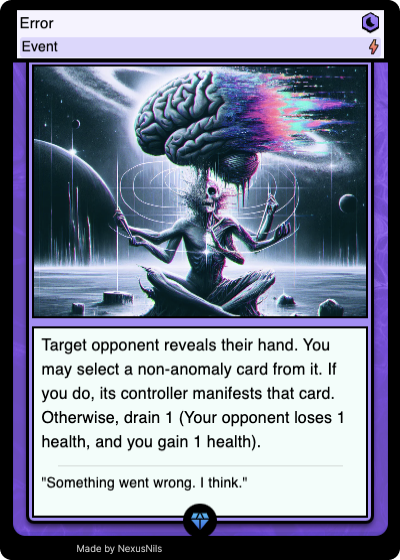 Error
Event
Target opponent reveals their hand. You
may select a non-anomaly card from it. If
you do, its controller manifests that card.
Otherwise, drain 1 (Your opponent loses 1
health, and you gain 1 health).
"Something went wrong. I think."
Made by NexusNils